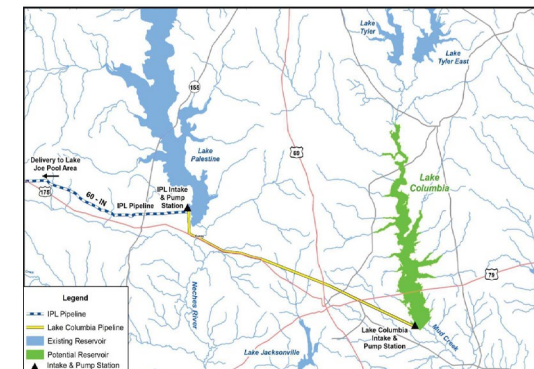 Lake
Tyler
Lake
Tyler East
155
Lake
Palestine
69
Lake
Columbia
Delivery to Lake
Joe Pool Area
175
60 - IN
IPL Pipeline
IPL Intake
& Pump
Station
79
Neches River
Mud Creek
Lake Columbia
Intake &
Pump Station
Lake Jacksonville
Legend
IPL Pipeline
Lake Columbia Pipeline
Existing Reservoir
Potential Reservoir
Intake & Pump Station